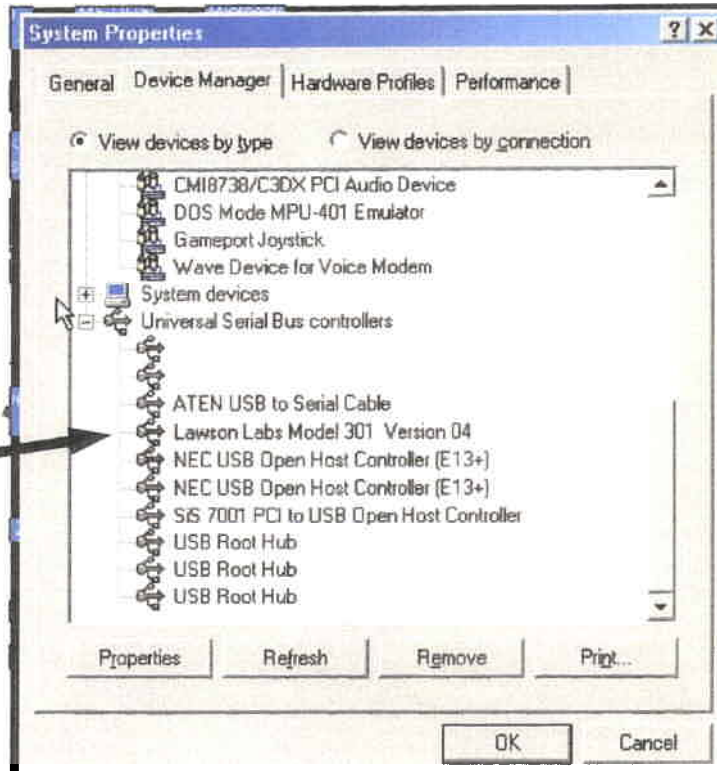 System Properties
? X
General Device Manager Hardware Profiles Performance
View devices by type View devices by connection
CMI8738/C3DX PCI Audio Device
DOS Mode MPU-401 Emulator
Gameport Joystick
Wave Device for Voice Modem
System devices
Universal Serial Bus controllers
ATEN USB to Serial Cable
Lawson Labs Model 301 Version 04
NEC USB Open Host Controller (E13+)
NEC USB Open Host Controller (E13+)
SiS 7001 PCI to USB Open Host Controller
USB Root Hub
USB Root Hub
USB Root Hub
Properties Refresh Remove Print...
OK Cancel